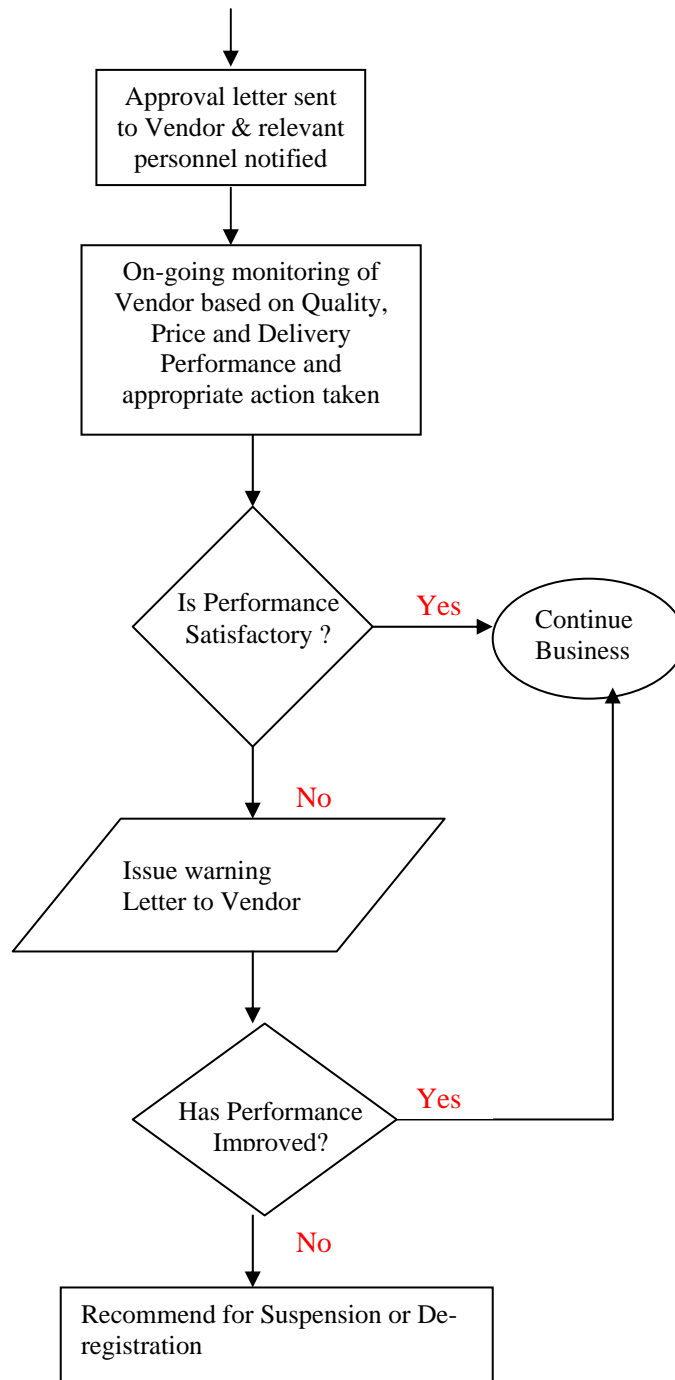 Approval letter sent
to Vendor & relevant
personnel notified
On-going monitoring of
Vendor based on Quality,
Price and Delivery
Performance and
appropriate action taken
Is Performance
Satisfactory ?
Yes
Continue
Business
No
Issue warning
Letter to Vendor
Has Performance
Improved?
Yes
No
Recommend for Suspension or De-
registration